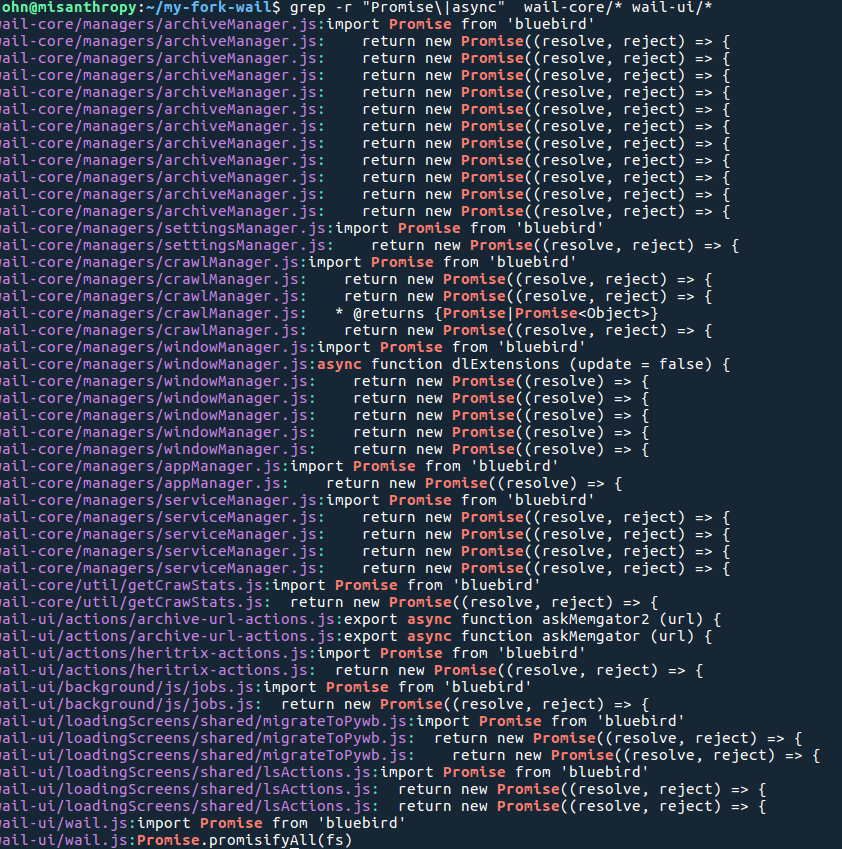 ohn@misanthropy:~/my-fork-wail$ grep -r "Promise\|async"  wail-core/* wail-ui/*
ail-core/managers/archiveManager.js:import Promise from 'bluebird'
ail-core/managers/archiveManager.js:    return new Promise((resolve, reject) => {
ail-core/managers/archiveManager.js:    return new Promise((resolve, reject) => {
ail-core/managers/archiveManager.js:    return new Promise((resolve, reject) => {
ail-core/managers/archiveManager.js:    return new Promise((resolve, reject) => {
ail-core/managers/archiveManager.js:    return new Promise((resolve, reject) => {
ail-core/managers/archiveManager.js:    return new Promise((resolve, reject) => {
ail-core/managers/archiveManager.js:    return new Promise((resolve, reject) => {
ail-core/managers/archiveManager.js:    return new Promise((resolve, reject) => {
ail-core/managers/archiveManager.js:    return new Promise((resolve, reject) => {
ail-core/managers/archiveManager.js:    return new Promise((resolve, reject) => {
ail-core/managers/archiveManager.js:    return new Promise((resolve, reject) => {
ail-core/managers/settingsManager.js:import Promise from 'bluebird'
ail-core/managers/settingsManager.js:    return new Promise((resolve, reject) => {
ail-core/managers/crawlManager.js:import Promise from 'bluebird'
ail-core/managers/crawlManager.js:    return new Promise((resolve, reject) => {
ail-core/managers/crawlManager.js:    return new Promise((resolve, reject) => {
ail-core/managers/crawlManager.js:   * @returns {Promise|Promise<Object>}
ail-core/managers/crawlManager.js:    return new Promise((resolve, reject) => {
ail-core/managers/windowManager.js:import Promise from 'bluebird'
ail-core/managers/windowManager.js:async function dlExtensions (update = false) {
ail-core/managers/windowManager.js:    return new Promise((resolve) => {
ail-core/managers/windowManager.js:    return new Promise((resolve) => {
ail-core/managers/windowManager.js:    return new Promise((resolve) => {
ail-core/managers/windowManager.js:    return new Promise((resolve) => {
ail-core/managers/windowManager.js:    return new Promise((resolve) => {
ail-core/managers/appManager.js:import Promise from 'bluebird'
ail-core/managers/appManager.js:    return new Promise((resolve) => {
ail-core/managers/serviceManager.js:import Promise from 'bluebird'
ail-core/managers/serviceManager.js:    return new Promise((resolve, reject) => {
ail-core/managers/serviceManager.js:    return new Promise((resolve, reject) => {
ail-core/managers/serviceManager.js:    return new Promise((resolve, reject) => {
ail-core/managers/serviceManager.js:    return new Promise((resolve, reject) => {
ail-core/util/getCrawStats.js:import Promise from 'bluebird'
ail-core/util/getCrawStats.js:  return new Promise((resolve, reject) => {
ail-ui/actions/archive-url-actions.js:export async function askMemgator2 (url) {
ail-ui/actions/archive-url-actions.js:export async function askMemgator (url) {
ail-ui/actions/heritrix-actions.js:import Promise from 'bluebird'
ail-ui/actions/heritrix-actions.js:  return new Promise((resolve, reject) => {
ail-ui/background/js/jobs.js:import Promise from 'bluebird'
ail-ui/background/js/jobs.js:  return new Promise((resolve, reject) => {
ail-ui/loadingScreens/shared/migrateToPywb.js:import Promise from 'bluebird'
ail-ui/loadingScreens/shared/migrateToPywb.js:  return new Promise((resolve, reject) => {
ail-ui/loadingScreens/shared/migrateToPywb.js:    return new Promise((resolve, reject) => {
ail-ui/loadingScreens/shared/lsActions.js:import Promise from 'bluebird'
ail-ui/loadingScreens/shared/lsActions.js:  return new Promise((resolve, reject) => {
ail-ui/loadingScreens/shared/lsActions.js:  return new Promise((resolve, reject) => {
ail-ui/wail.js:import Promise from 'bluebird'
ail-ui/wail.js:Promise.promisifyAll(fs)